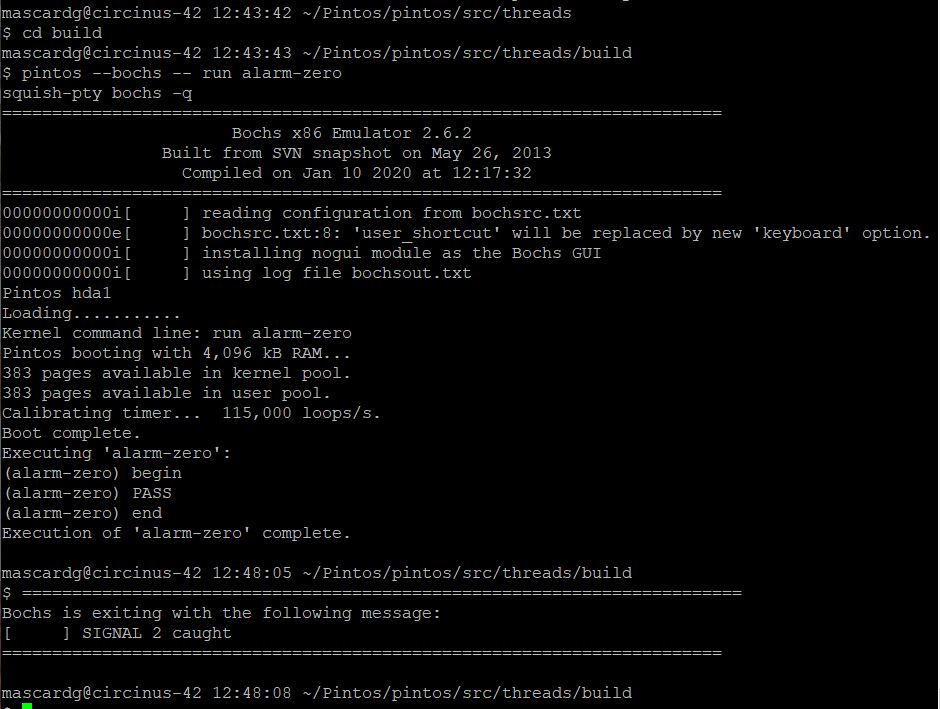 mascardg@circinus-42 12:43:42 ~/Pintos/pintos/src/threads
$ cd build
mascardg@circinus-42 12:43:43 ~/Pintos/pintos/src/threads/build
$ pintos --bochs -- run alarm-zero
squish-pty bochs -q
========================================================================
                       Bochs x86 Emulator 2.6.2
                Built from SVN snapshot on May 26, 2013
                  Compiled on Jan 10 2020 at 12:17:32
========================================================================
00000000000i[     ] reading configuration from bochsrc.txt
00000000000e[     ] bochsrc.txt:8: 'user_shortcut' will be replaced by new 'keyboard' option.
00000000000i[     ] installing nogui module as the Bochs GUI
00000000000i[     ] using log file bochsout.txt
Pintos hda1
Loading...........
Kernel command line: run alarm-zero
Pintos booting with 4,096 kB RAM...
383 pages available in kernel pool.
383 pages available in user pool.
Calibrating timer...  115,000 loops/s.
Boot complete.
Executing 'alarm-zero':
(alarm-zero) begin
(alarm-zero) PASS
(alarm-zero) end
Execution of 'alarm-zero' complete.

mascardg@circinus-42 12:48:05 ~/Pintos/pintos/src/threads/build
$ ========================================================================
Bochs is exiting with the following message:
[     ] SIGNAL 2 caught
========================================================================

mascardg@circinus-42 12:48:08 ~/Pintos/pintos/src/threads/build
$